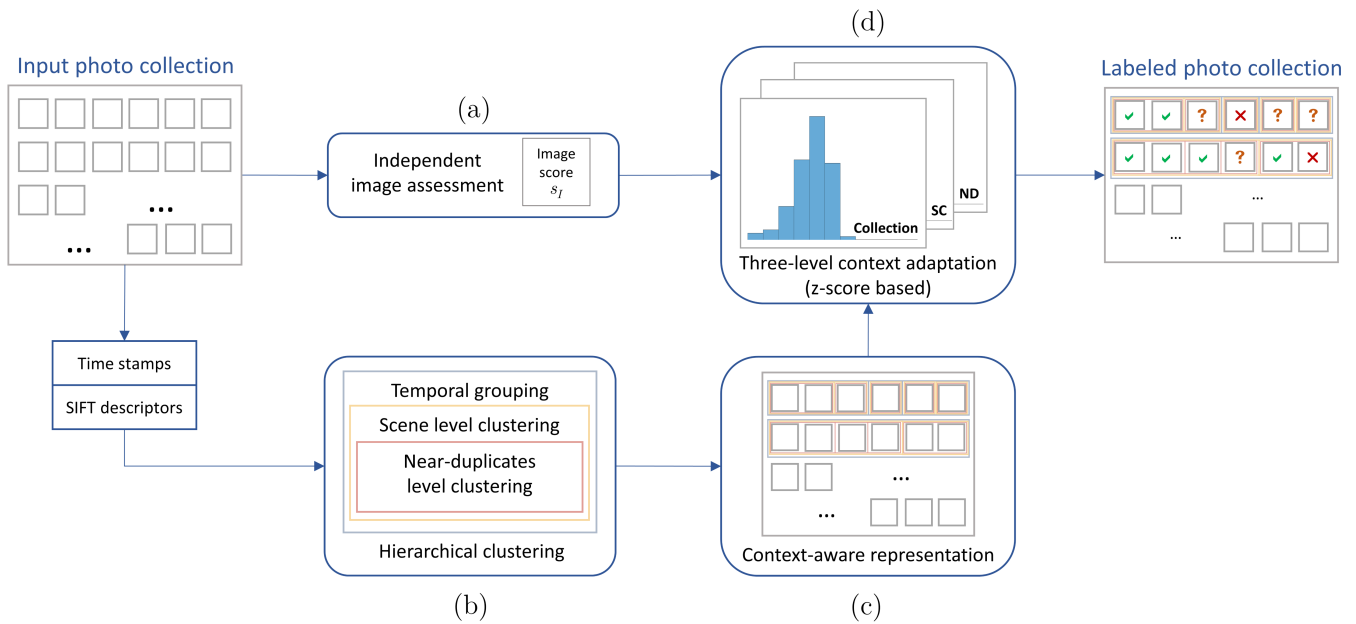 (d)
Input photo collection
Labeled photo collection
(a)
Independent
image assessment
Image
score
s_I
ND
SC
Collection
Three-level context adaptation
(z-score based)
? ? ?
?
...
...
...
...
Time stamps
SIFT descriptors
Temporal grouping
Scene level clustering
Near-duplicates
level clustering
Hierarchical clustering
...
...
Context-aware representation
(b)
(c)